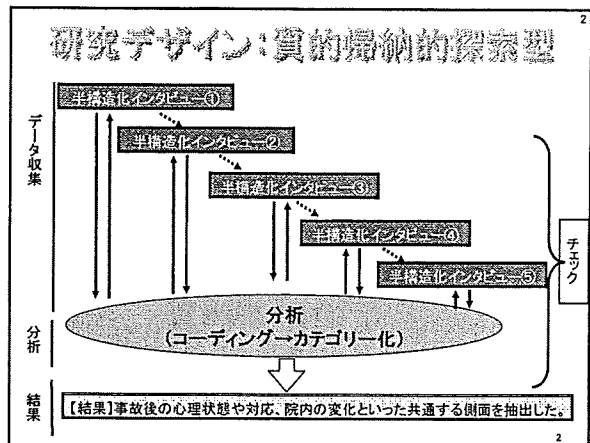 2
研究デザイン：質的帰納的探索型
データ収集
半構造化インタビュー①
半構造化インタビュー②
半構造化インタビュー③
半構造化インタビュー④
半構造化インタビュー⑤
チェック
分析
分析
（コーディング→カテゴリー化）
結果
【結果】事故後の心理状態や対応、院内の変化といった共通する側面を抽出した。
2